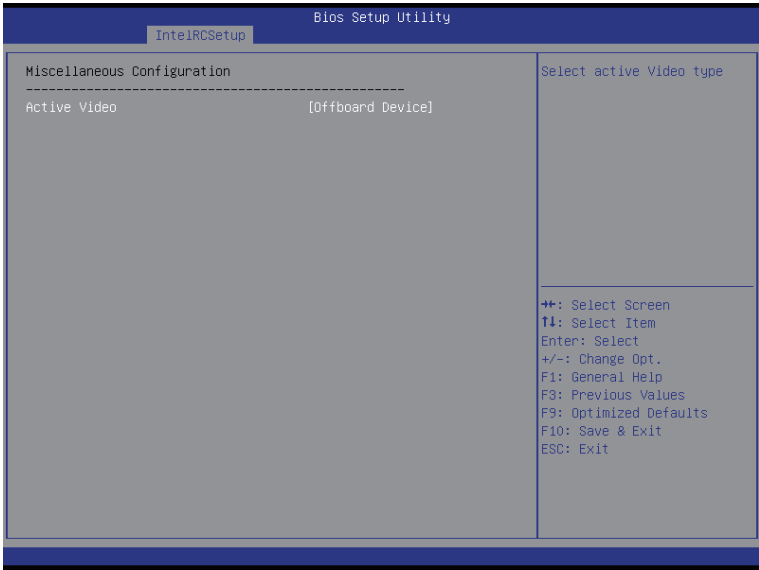 Bios Setup Utility
IntelRCSetup
Miscellaneous Configuration
--------------------------------------------------
Active Video [Offboard Device]
Select active Video type
→←: Select Screen
↑↓: Select Item
Enter: Select
+/-: Change Opt.
F1: General Help
F3: Previous Values
F9: Optimized Defaults
F10: Save & Exit
ESC: Exit